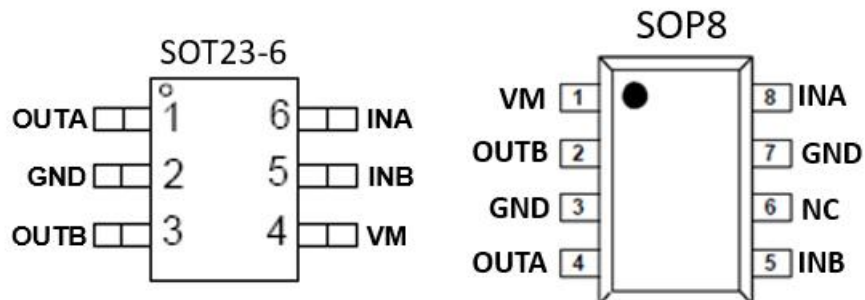 SOT23-6
OUTA 1 6 INA
GND 2 5 INB
OUTB 3 4 VM
SOP8
VM 1 8 INA
OUTB 2 7 GND
GND 3 6 NC
OUTA 4 5 INB